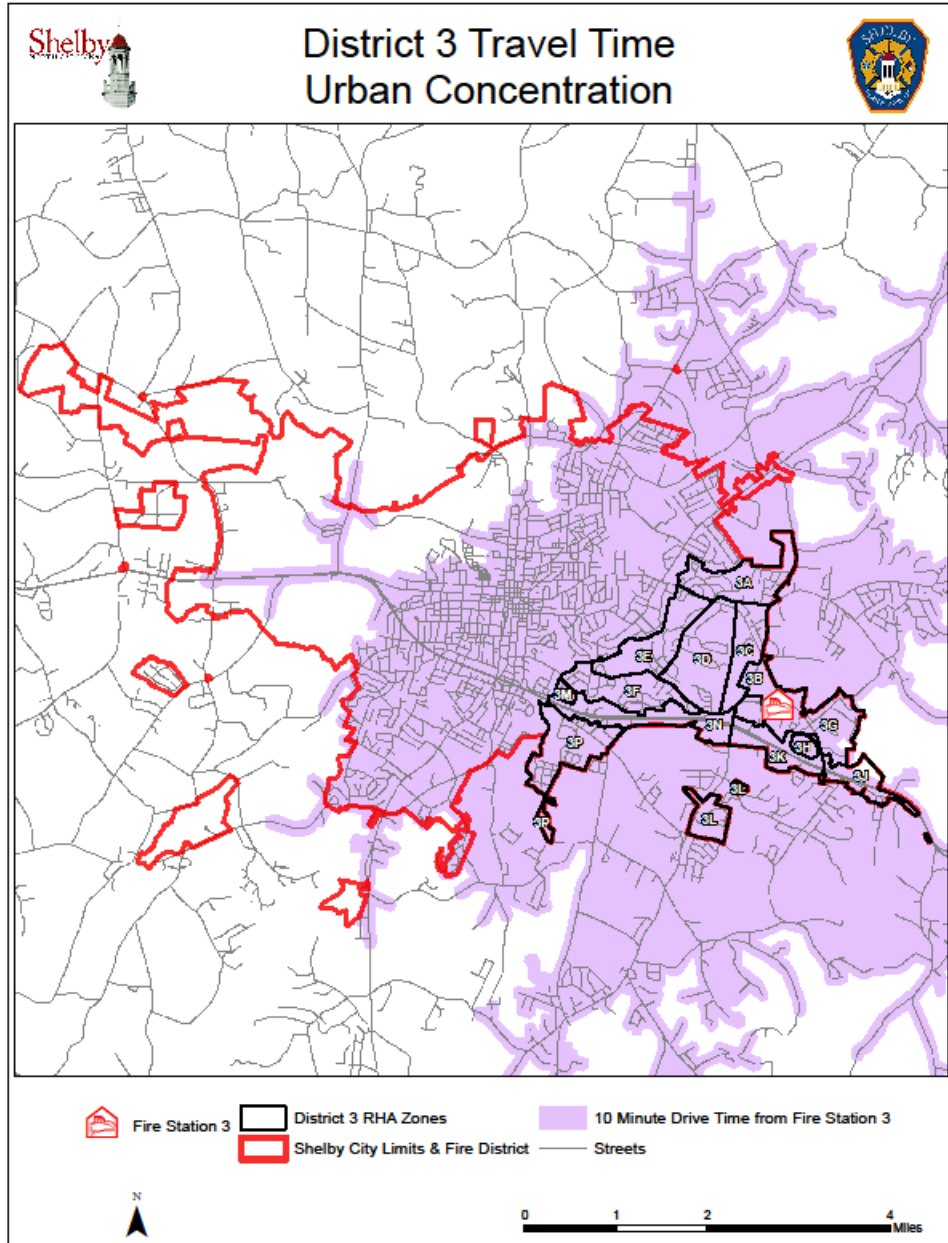 Shelby
District 3 Travel Time
Urban Concentration
SHELBY
3A
3C
3E
3D
3B
3M
3F
3N
3G
3P
3H
3K
3J
3L
3L
3P
Fire Station 3
District 3 RHA Zones
10 Minute Drive Time from Fire Station 3
Shelby City Limits & Fire District
Streets
N
0 1 2 4
Miles